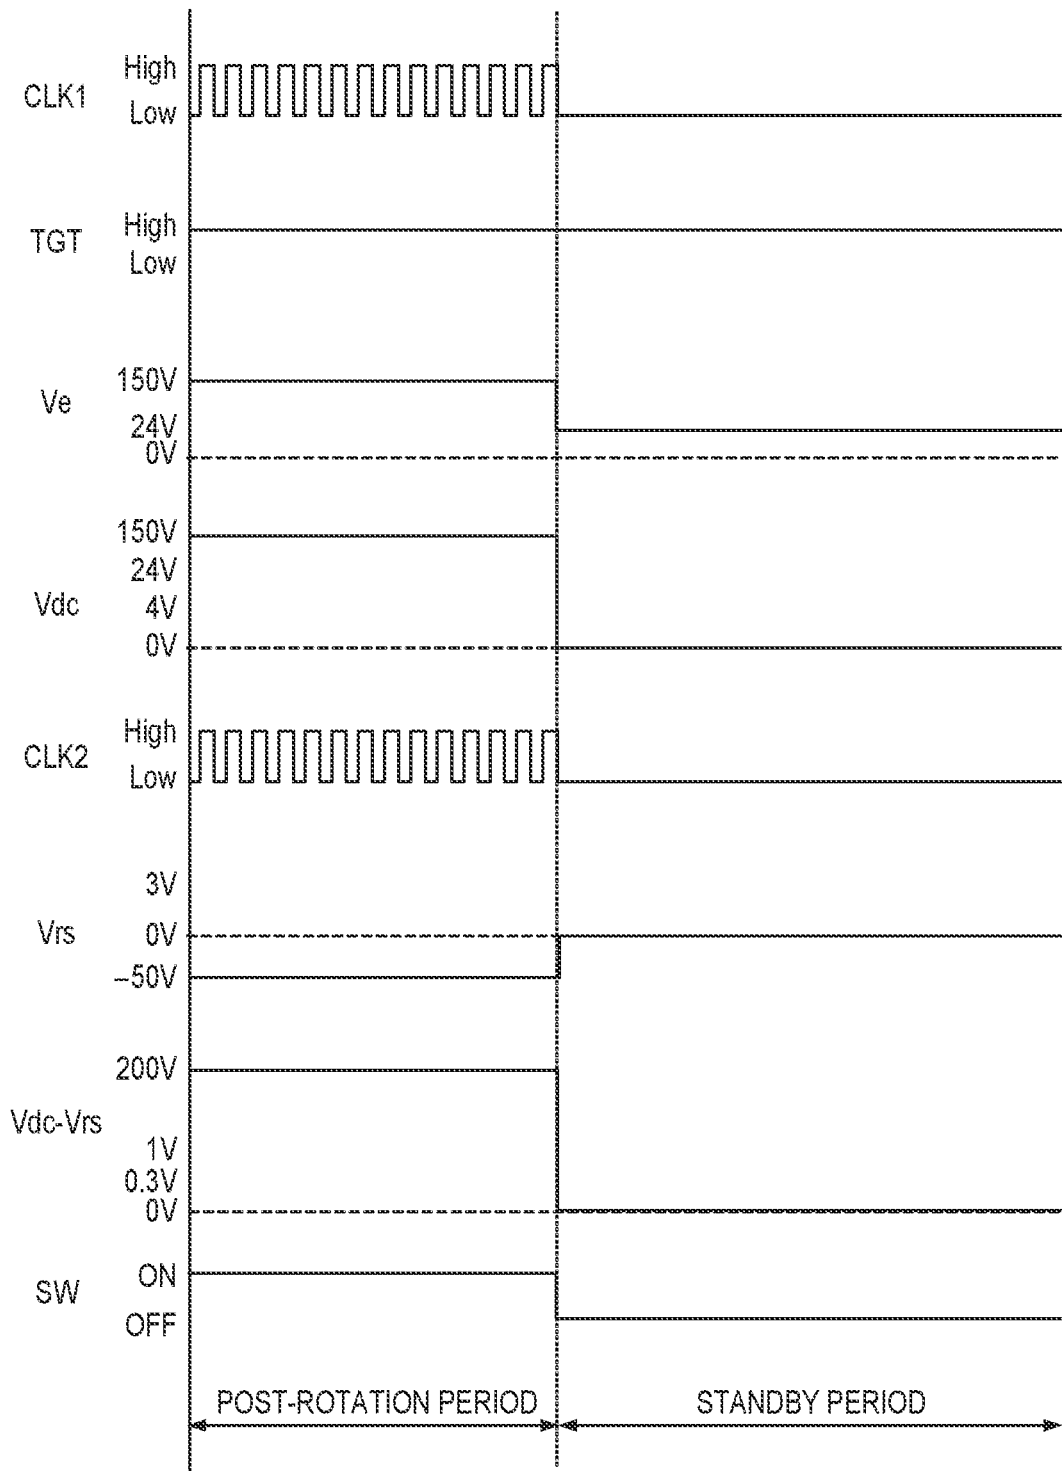 CLK1
High
Low
TGT
High
Low
Ve
150V
24V
0V
Vdc
150V
24V
4V
0V
CLK2
High
Low
Vrs
3V
0V
–50V
Vdc-Vrs
200V
1V
0.3V
0V
SW
ON
OFF
POST-ROTATION PERIOD
STANDBY PERIOD